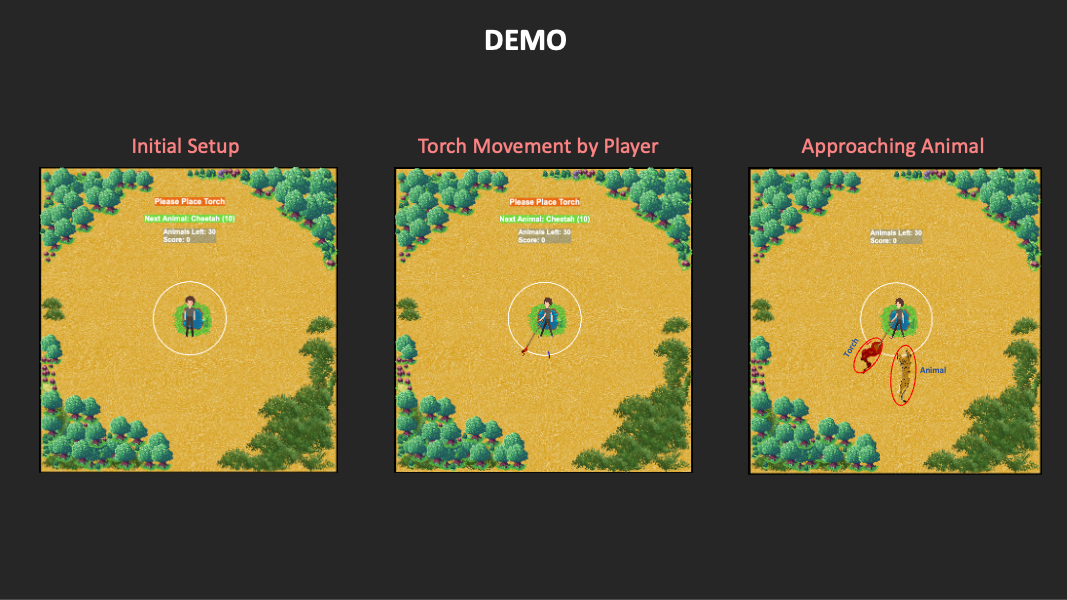 DEMO
Initial Setup
Please Place Torch
Next Animal: Cheetah (10)
Animals Left: 30
Score: 0
Torch Movement by Player
Please Place Torch
Next Animal: Cheetah (10)
Animals Left: 30
Score: 0
Approaching Animal
Animals Left: 30
Score: 0
Torch
Animal